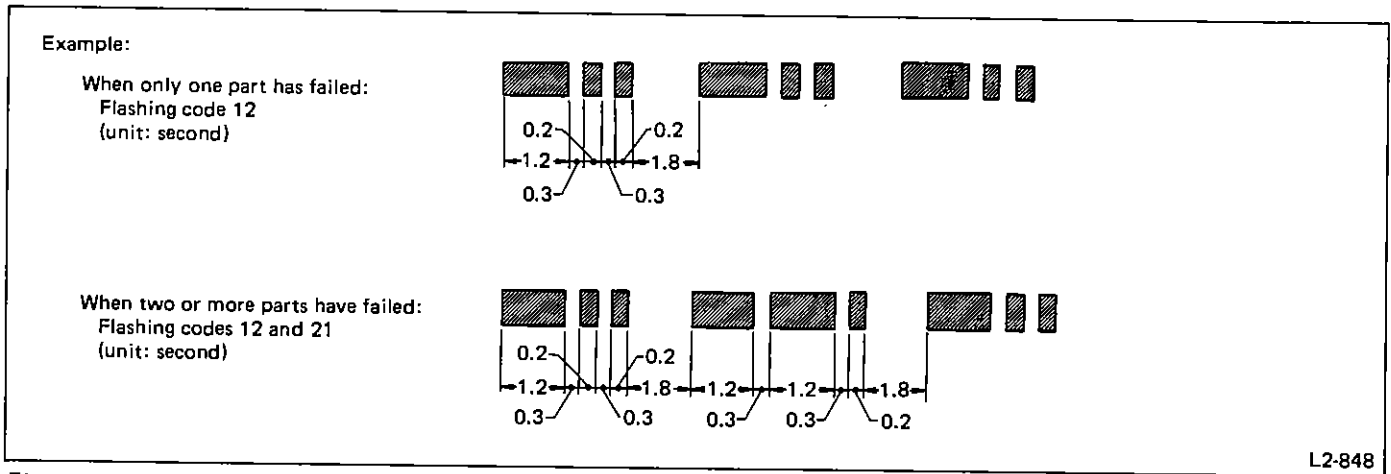 Example:
When only one part has failed:
Flashing code 12
(unit: second)
0.2 0.2
1.2 1.8
0.3 0.3
When two or more parts have failed:
Flashing codes 12 and 21
(unit: second)
0.2 0.2
1.2 1.8 1.2 1.2 1.8
0.3 0.3 0.3 0.3 0.2
L2-848